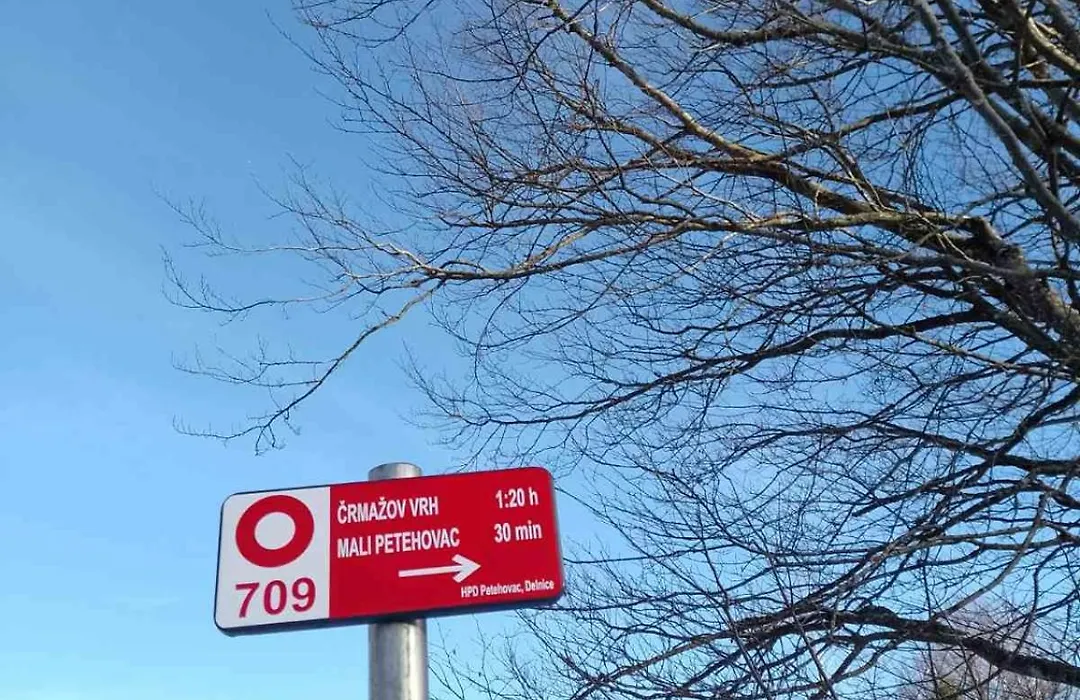 ČRMAŽOV VRH 1:20 h
MALI PETEHOVAC 30 min
709
HPD Petehovac, Delnice